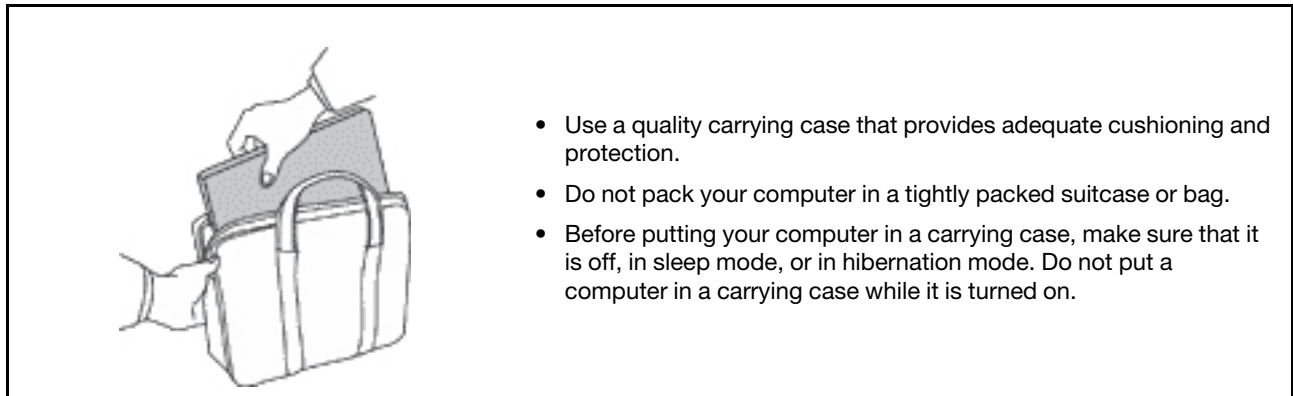 • Use a quality carrying case that provides adequate cushioning and
protection.
• Do not pack your computer in a tightly packed suitcase or bag.
• Before putting your computer in a carrying case, make sure that it
is off, in sleep mode, or in hibernation mode. Do not put a
computer in a carrying case while it is turned on.